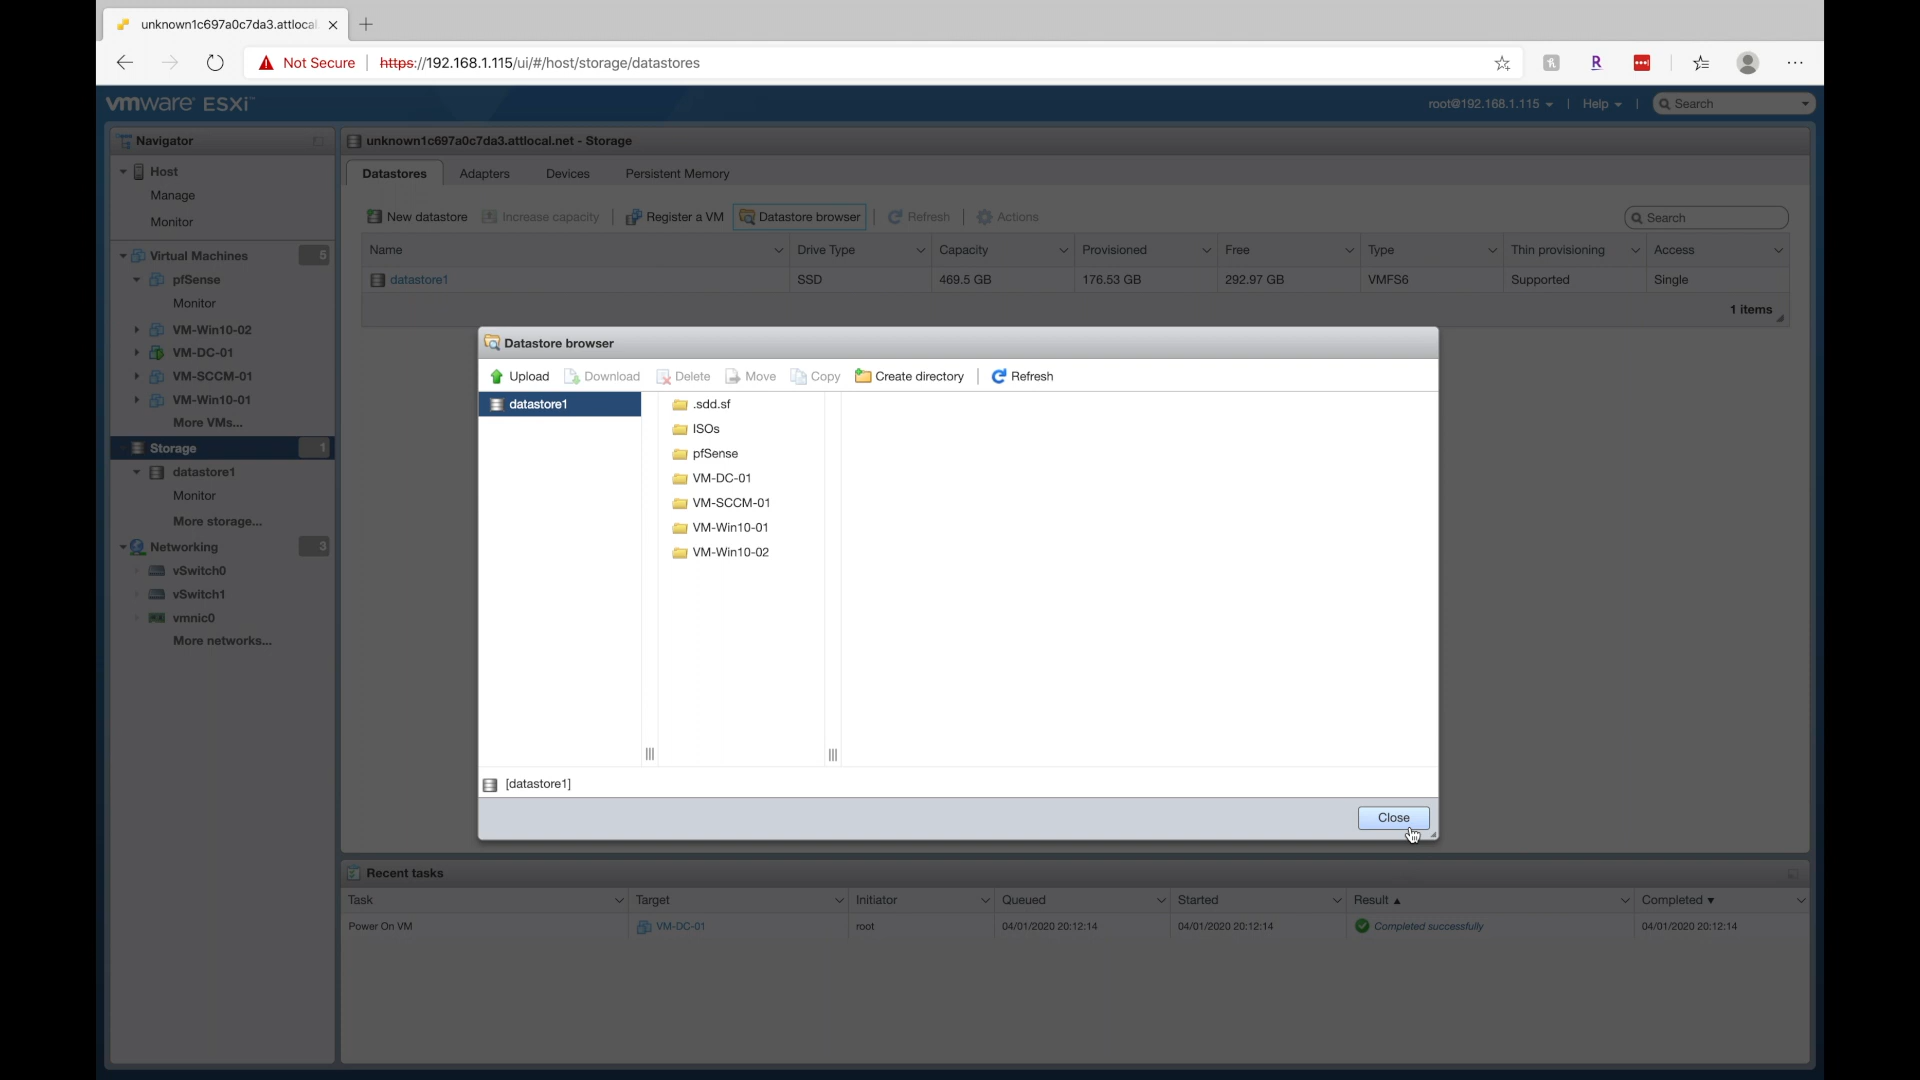 unknown1c697a0c7da3.attlocal
Not Secure https://192.168.1.115/ui/#/host/storage/datastores
vmware ESXi™
root@192.168.1.115 Help Search
Navigator
Host
Manage
Monitor
Virtual Machines 5
pfSense
Monitor
VM-Win10-02
VM-DC-01
VM-SCCM-01
VM-Win10-01
More VMs...
Storage 1
datastore1
Monitor
More storage...
Networking 3
vSwitch0
vSwitch1
vmnic0
More networks...
unknown1c697a0c7da3.attlocal.net - Storage
Datastores Adapters Devices Persistent Memory
New datastore Increase capacity Register a VM Datastore browser Refresh Actions Search
Name Drive Type Capacity Provisioned Free Type Thin provisioning Access
datastore1 SSD 469.5 GB 176.53 GB 292.97 GB VMFS6 Supported Single
1 items
Datastore browser
Upload Download Delete Move Copy Create directory Refresh
datastore1
.sdd.sf
ISOs
pfSense
VM-DC-01
VM-SCCM-01
VM-Win10-01
VM-Win10-02
[datastore1]
Close
Recent tasks
Task Target Initiator Queued Started Result Completed
Power On VM VM-DC-01 root 04/01/2020 20:12:14 04/01/2020 20:12:14 Completed successfully 04/01/2020 20:12:14